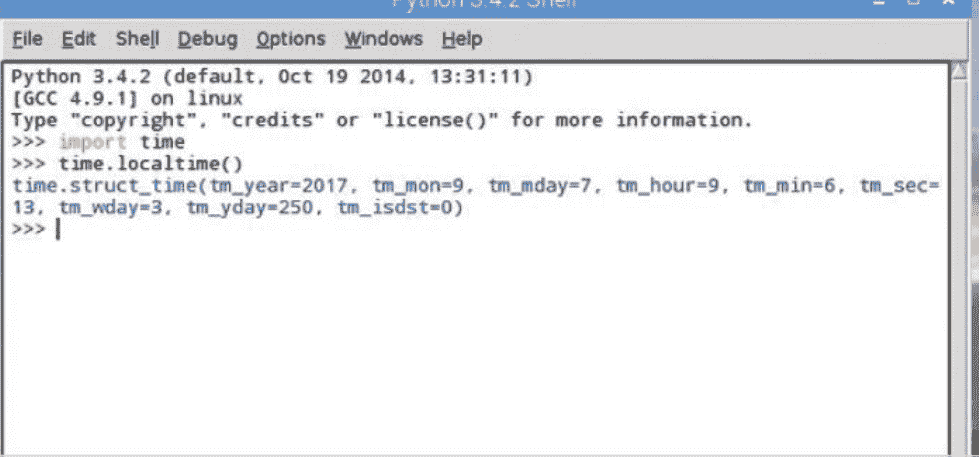 Python 3.4.2 Shell
File Edit Shell Debug Options Windows Help
Python 3.4.2 (default, Oct 19 2014, 13:31:11)
[GCC 4.9.1] on linux
Type "copyright", "credits" or "license()" for more information.
>>> import time
>>> time.localtime()
time.struct_time(tm_year=2017, tm_mon=9, tm_mday=7, tm_hour=9, tm_min=6, tm_sec=
13, tm_wday=3, tm_yday=250, tm_isdst=0)
>>>